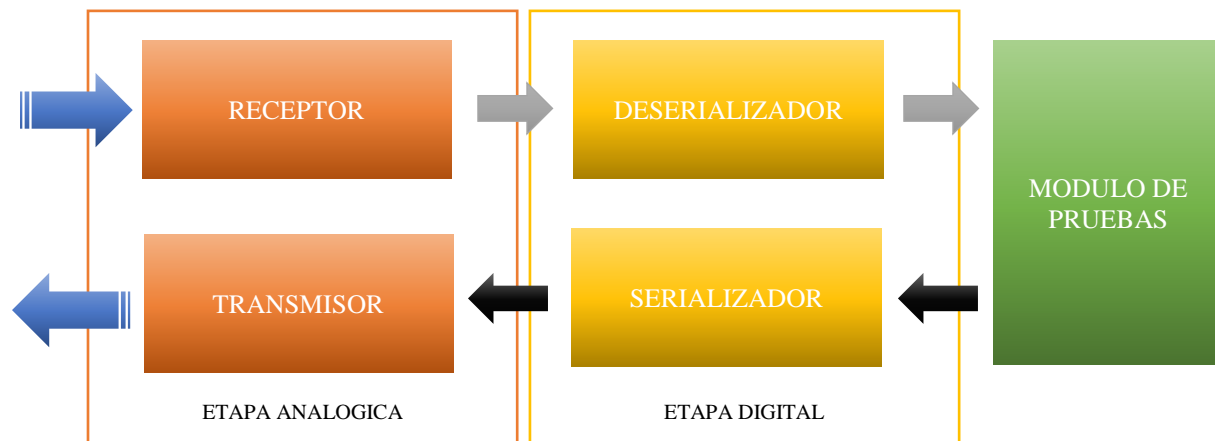 RECEPTOR
DESERIALIZADOR
MODULO DE
PRUEBAS
TRANSMISOR
SERIALIZADOR
ETAPA ANALOGICA
ETAPA DIGITAL